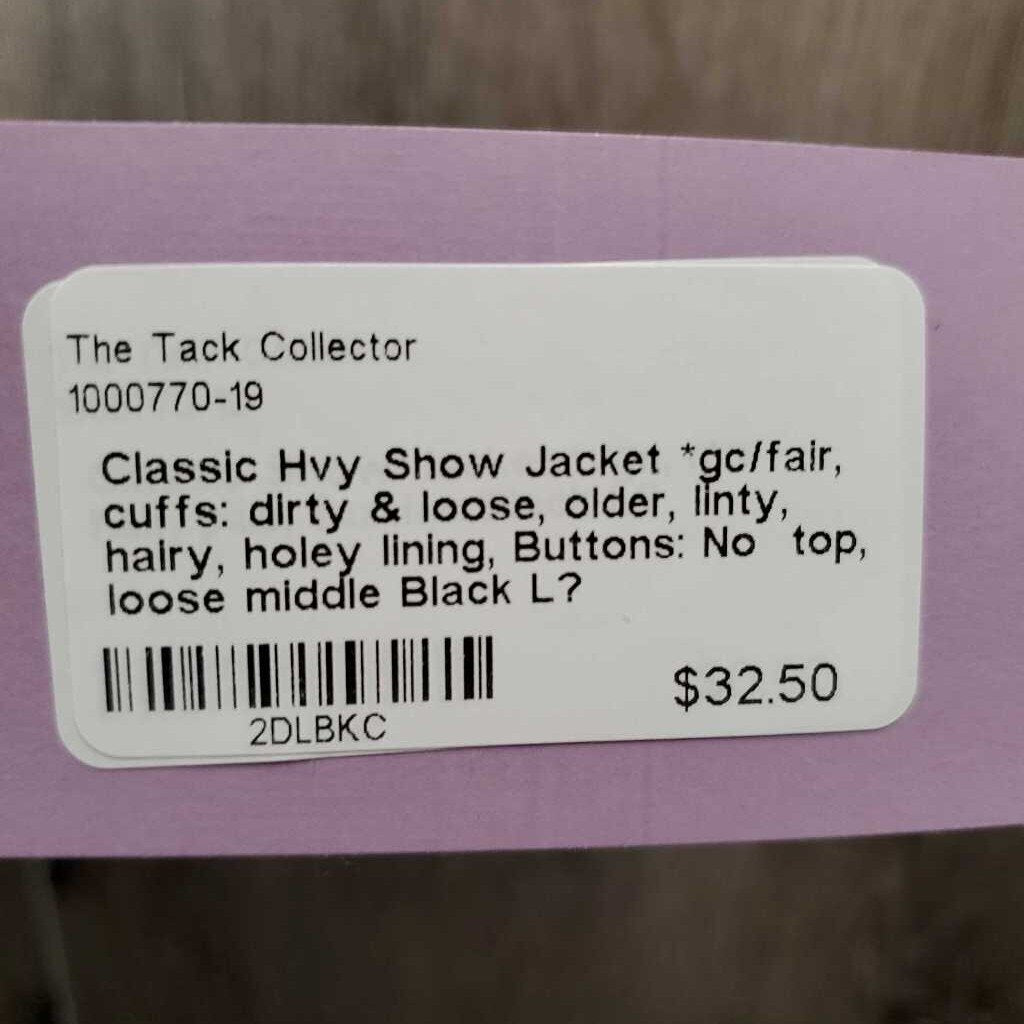 The Tack Collector
1000770-19
Classic Hvy Show Jacket *gc/fair,
cuffs: dirty & loose, older, linty,
hairy, holey lining, Buttons: No  top,
loose middle Black L?
2DLBKC
$32.50